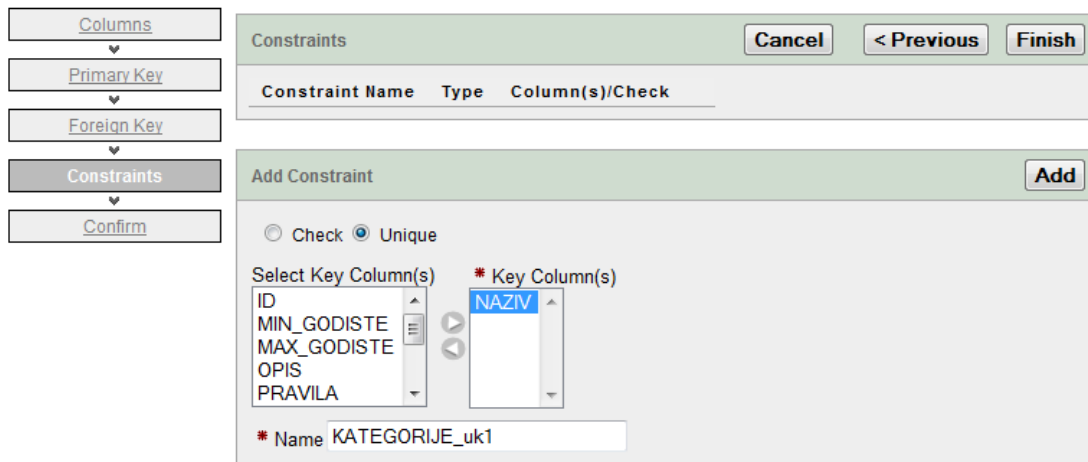 Columns
Primary Key
Foreign Key
Constraints
Confirm
Constraints
Cancel
< Previous
Finish
Constraint Name Type Column(s)/Check
Add Constraint
Add
Check Unique
Select Key Column(s)
* Key Column(s)
ID
MIN_GODISTE
MAX_GODISTE
OPIS
PRAVILA
NAZIV
* Name KATEGORIJE_uk1